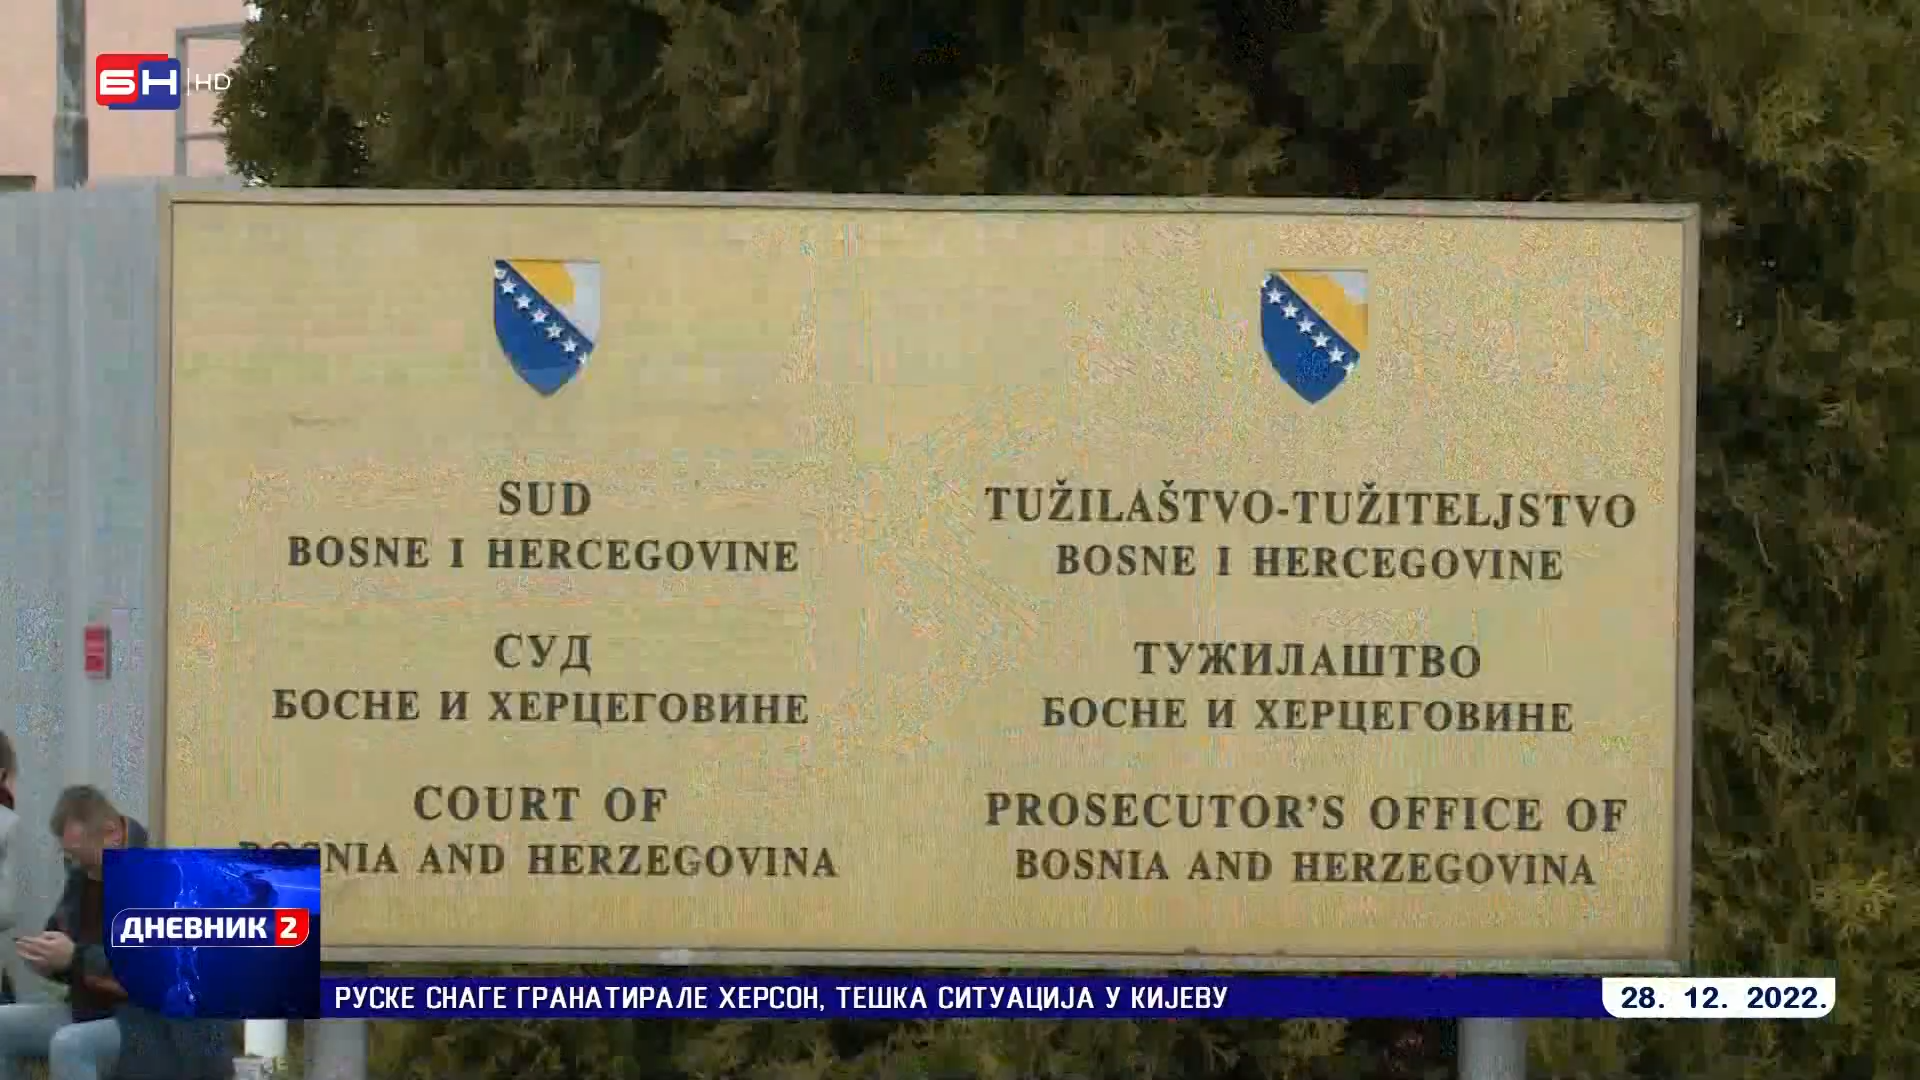 БН HD
SUD
BOSNE I HERCEGOVINE
СУД
БОСНЕ И ХЕРЦЕГОВИНЕ
COURT OF
BOSNIA AND HERZEGOVINA
TUŽILAŠTVO-TUŽITELJSTVO
BOSNE I HERCEGOVINE
ТУЖИЛАШТВО
БОСНЕ И ХЕРЦЕГОВИНЕ
PROSECUTOR'S OFFICE OF
BOSNIA AND HERZEGOVINA
ДНЕВНИК 2
РУСКЕ СНАГЕ ГРАНАТИРАЛЕ ХЕРСОН, ТЕШКА СИТУАЦИЈА У КИЈЕВУ
28. 12. 2022.